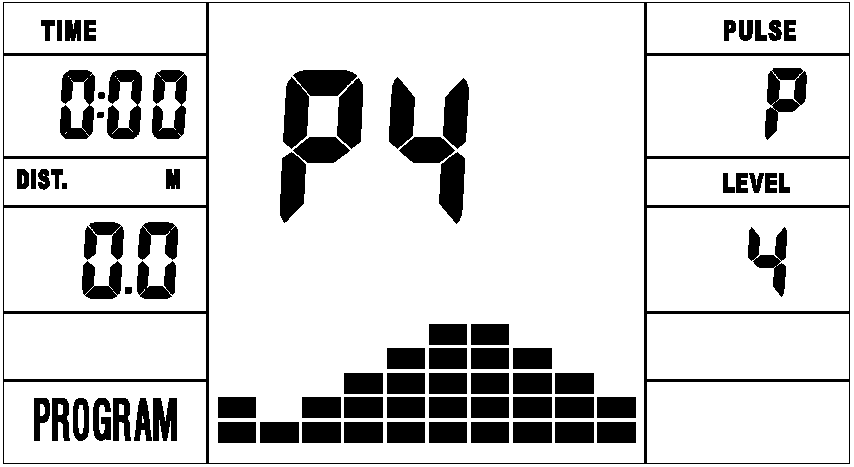 TIME
0:00
DIST. M
0.0
PROGRAM
P4
PULSE
P
LEVEL
4